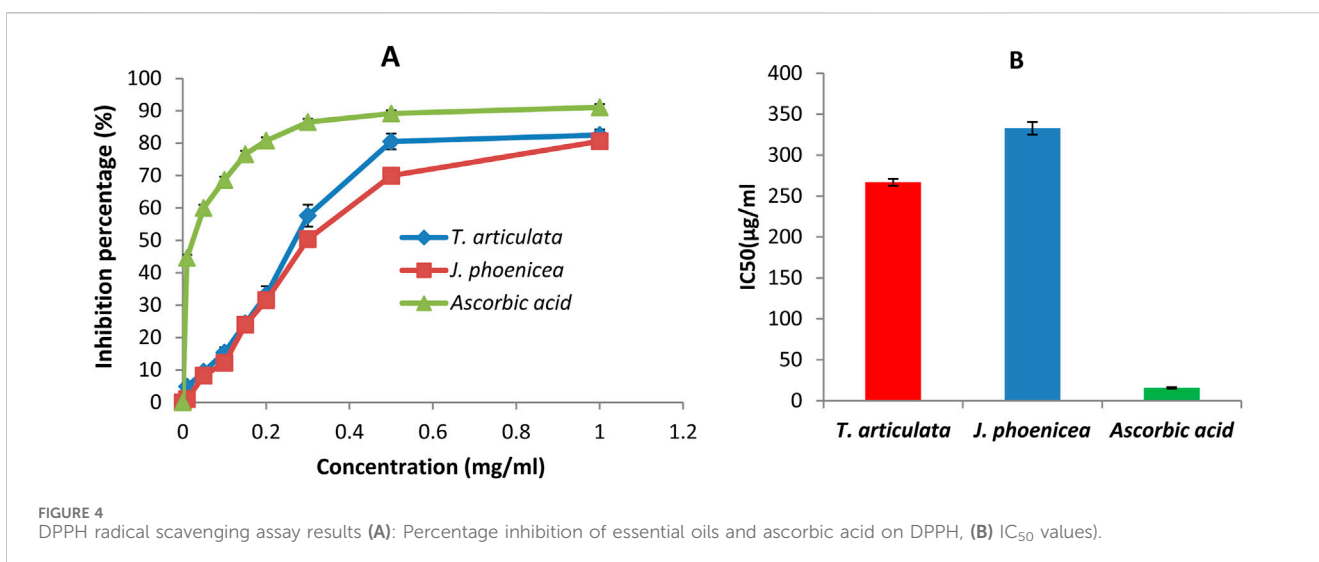 A
100
90
80
70
60
50
40
30
20
10
0
Inhibition percentage (%)
T. articulata
J. phoenicea
Ascorbic acid
0 0.2 0.4 0.6 0.8 1 1.2
Concentration (mg/ml)
B
400
350
300
250
200
150
100
50
0
IC50(µg/ml)
T. articulata J. phoenicea Ascorbic acid
FIGURE 4
DPPH radical scavenging assay results (A): Percentage inhibition of essential oils and ascorbic acid on DPPH, (B) IC₅₀ values).